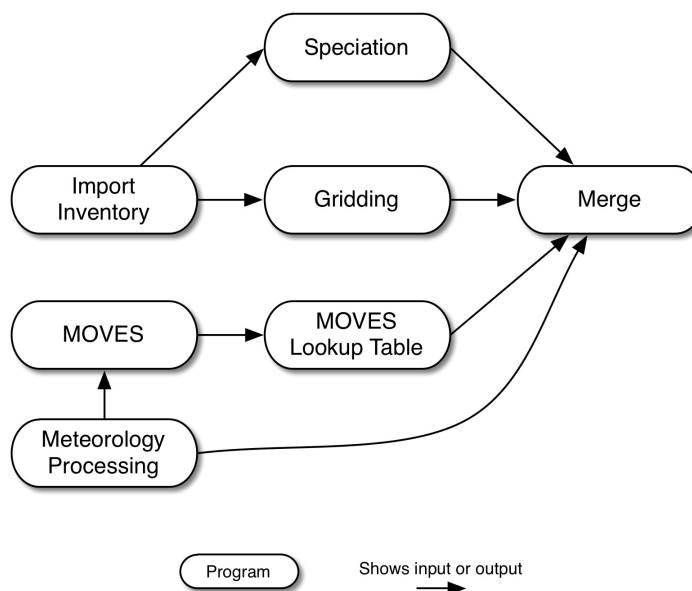 Speciation
Import
Inventory
Gridding
Merge
MOVES
MOVES
Lookup Table
Meteorology
Processing
Program
Shows input or output